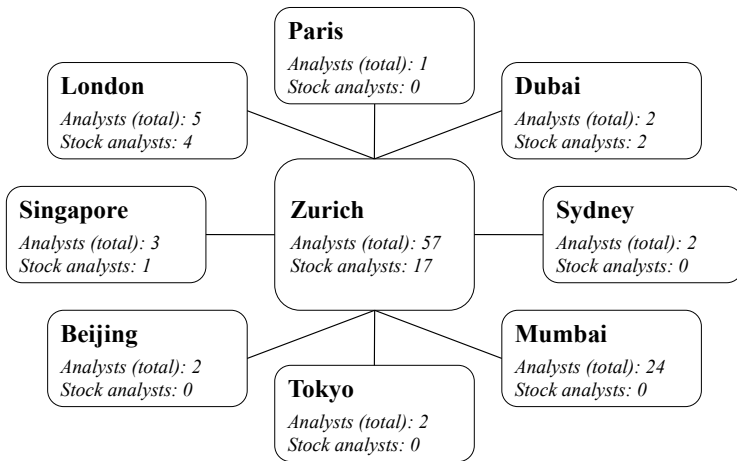 Paris
Analysts (total): 1
Stock analysts: 0
London
Analysts (total): 5
Stock analysts: 4
Dubai
Analysts (total): 2
Stock analysts: 2
Singapore
Analysts (total): 3
Stock analysts: 1
Zurich
Analysts (total): 57
Stock analysts: 17
Sydney
Analysts (total): 2
Stock analysts: 0
Beijing
Analysts (total): 2
Stock analysts: 0
Tokyo
Analysts (total): 2
Stock analysts: 0
Mumbai
Analysts (total): 24
Stock analysts: 0